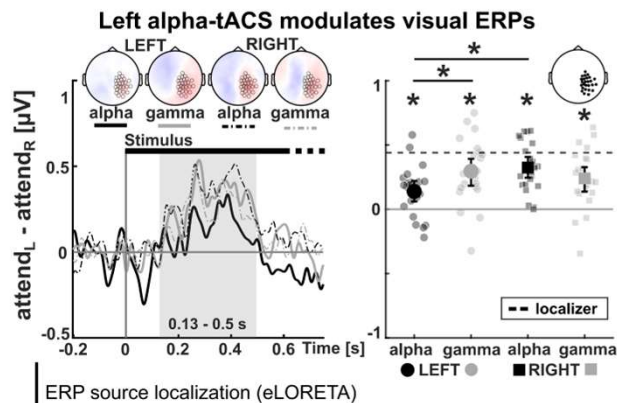 Left alpha-tACS modulates visual ERPs
LEFT RIGHT
alpha gamma alpha gamma
Stimulus
attend_L - attend_R [µV]
1
0.5
0
-0.5
0.13 - 0.5 s
-0.2 0 0.2 0.4 0.6 Time [s]
* *
* * * *
1
0
-1
localizer
alpha gamma alpha gamma
LEFT RIGHT
ERP source localization (eLORETA)